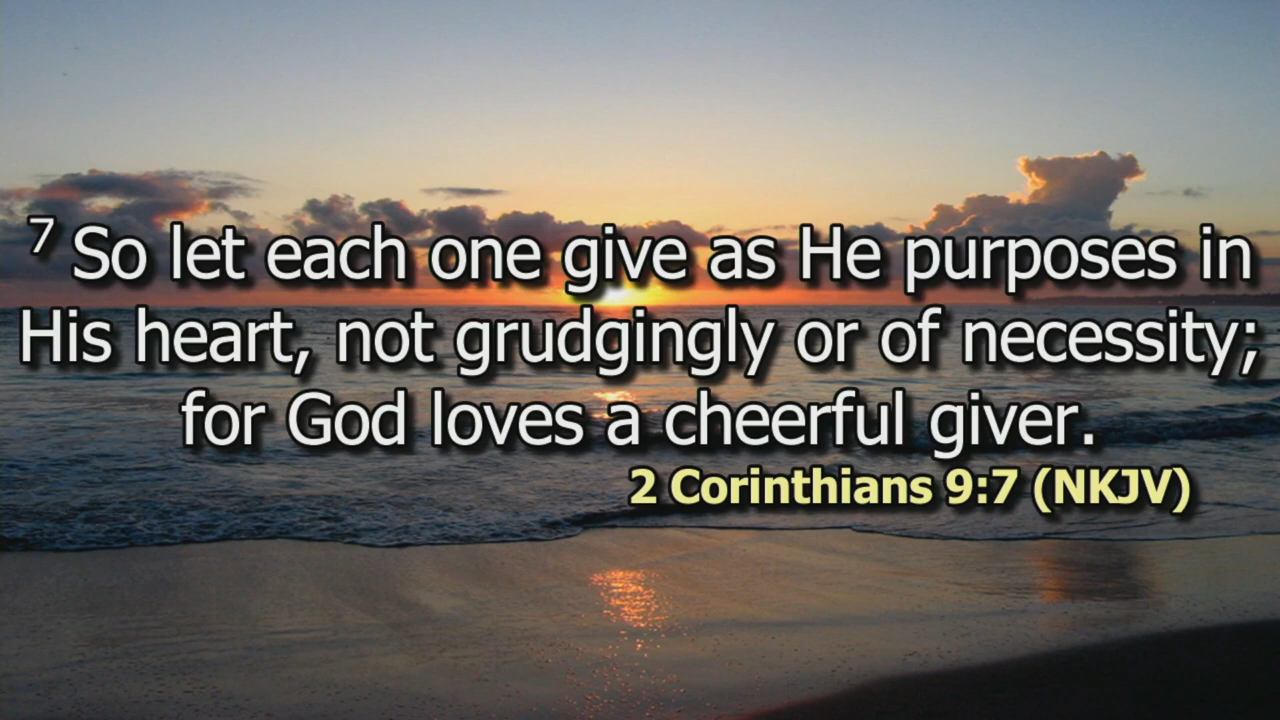 7 So let each one give as He purposes in
His heart, not grudgingly or of necessity;
for God loves a cheerful giver.
2 Corinthians 9:7 (NKJV)